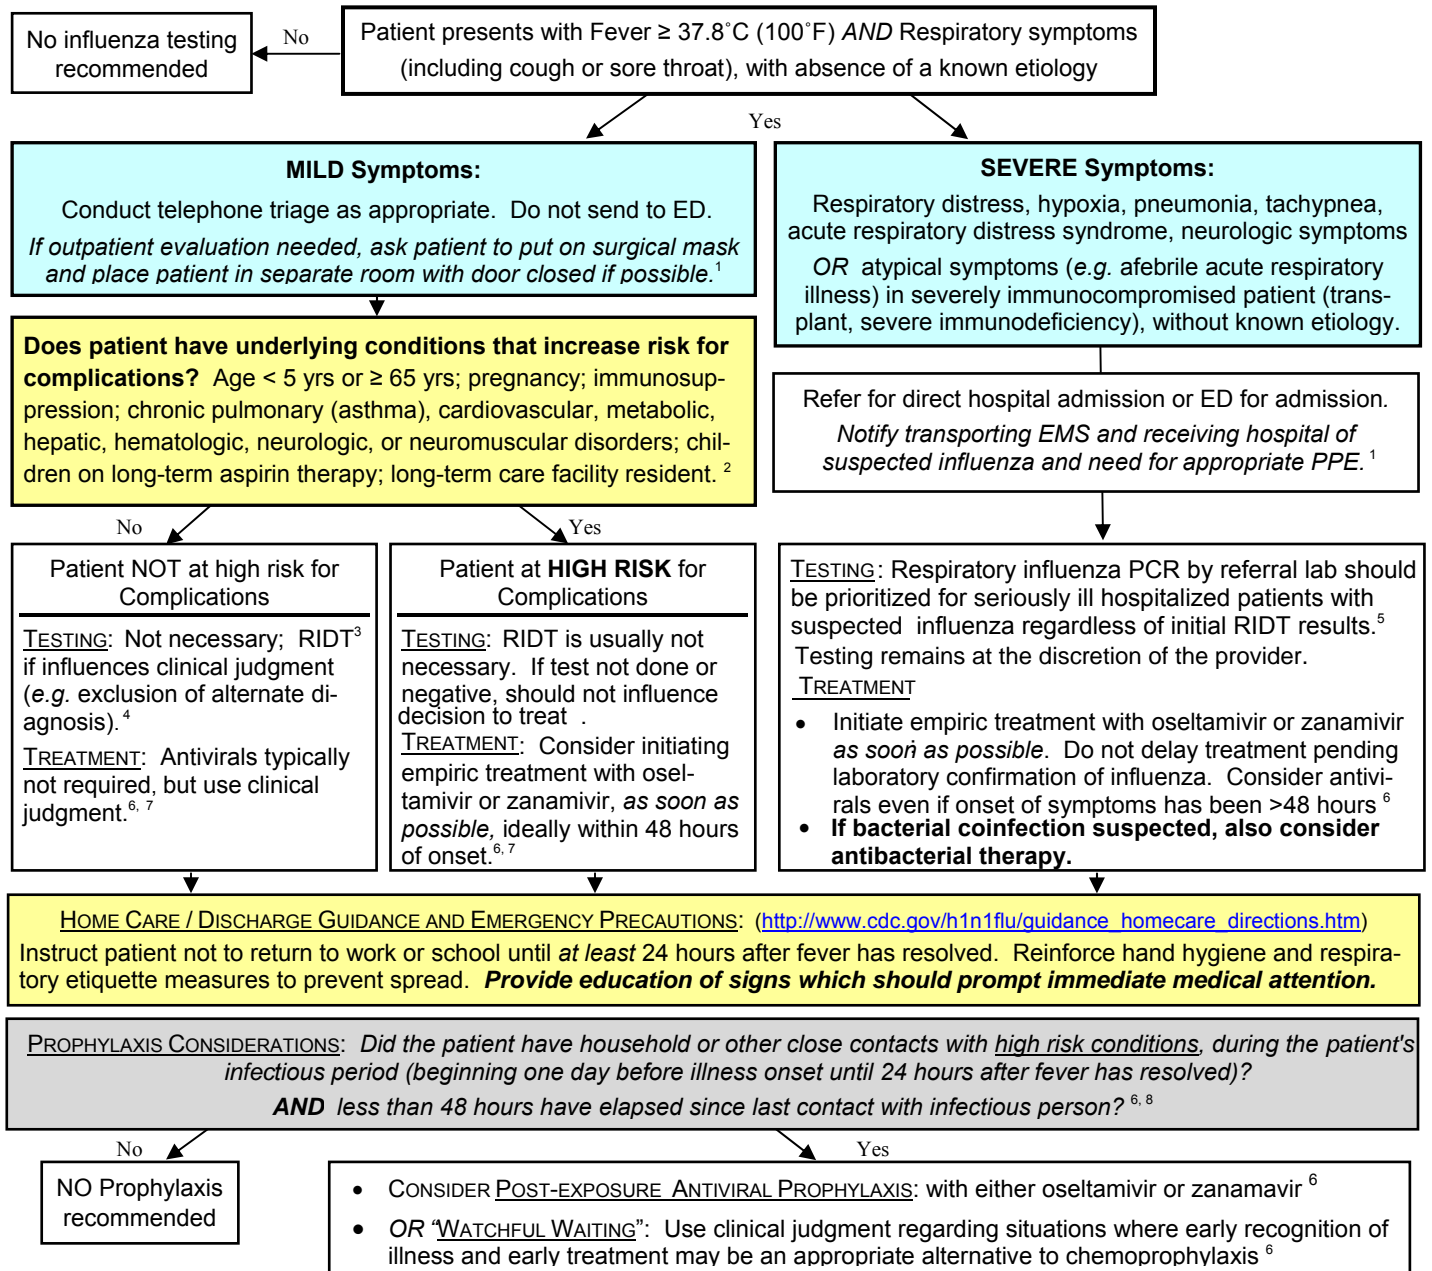 No influenza testing
recommended
No
Patient presents with Fever ≥ 37.8˚C (100˚F) AND Respiratory symptoms
(including cough or sore throat), with absence of a known etiology
Yes
MILD Symptoms:
Conduct telephone triage as appropriate. Do not send to ED.
If outpatient evaluation needed, ask patient to put on surgical mask
and place patient in separate room with door closed if possible.1
SEVERE Symptoms:
Respiratory distress, hypoxia, pneumonia, tachypnea,
acute respiratory distress syndrome, neurologic symptoms
OR atypical symptoms (e.g. afebrile acute respiratory
illness) in severely immunocompromised patient (trans-
plant, severe immunodeficiency), without known etiology.
Does patient have underlying conditions that increase risk for
complications? Age < 5 yrs or ≥ 65 yrs; pregnancy; immunosup-
pression; chronic pulmonary (asthma), cardiovascular, metabolic,
hepatic, hematologic, neurologic, or neuromuscular disorders; chil-
dren on long-term aspirin therapy; long-term care facility resident. 2
Refer for direct hospital admission or ED for admission.
Notify transporting EMS and receiving hospital of
suspected influenza and need for appropriate PPE. 1
No
Yes
Patient NOT at high risk for
Complications
TESTING: Not necessary; RIDT3
if influences clinical judgment
(e.g. exclusion of alternate di-
agnosis). 4
TREATMENT: Antivirals typically
not required, but use clinical
judgment.6, 7
Patient at HIGH RISK for
Complications
TESTING: RIDT is usually not
necessary. If test not done or
negative, should not influence
decision to treat .
TREATMENT: Consider initiating
empiric treatment with osel-
tamivir or zanamivir, as soon as
possible, ideally within 48 hours
of onset.6, 7
TESTING: Respiratory influenza PCR by referral lab should
be prioritized for seriously ill hospitalized patients with
suspected influenza regardless of initial RIDT results.5
Testing remains at the discretion of the provider.
TREATMENT
• Initiate empiric treatment with oseltamivir or zanamivir
as soon as possible. Do not delay treatment pending
laboratory confirmation of influenza. Consider antivi-
rals even if onset of symptoms has been >48 hours 6
• If bacterial coinfection suspected, also consider
antibacterial therapy.
HOME CARE / DISCHARGE GUIDANCE AND EMERGENCY PRECAUTIONS: (http://www.cdc.gov/h1n1flu/guidance_homecare_directions.htm)
Instruct patient not to return to work or school until at least 24 hours after fever has resolved. Reinforce hand hygiene and respira-
tory etiquette measures to prevent spread. Provide education of signs which should prompt immediate medical attention.
PROPHYLAXIS CONSIDERATIONS: Did the patient have household or other close contacts with high risk conditions, during the patient's
infectious period (beginning one day before illness onset until 24 hours after fever has resolved)?
AND less than 48 hours have elapsed since last contact with infectious person? 6, 8
No
Yes
NO Prophylaxis
recommended
• CONSIDER POST-EXPOSURE ANTIVIRAL PROPHYLAXIS: with either oseltamivir or zanamavir 6
• OR "WATCHFUL WAITING": Use clinical judgment regarding situations where early recognition of
illness and early treatment may be an appropriate alternative to chemoprophylaxis 6